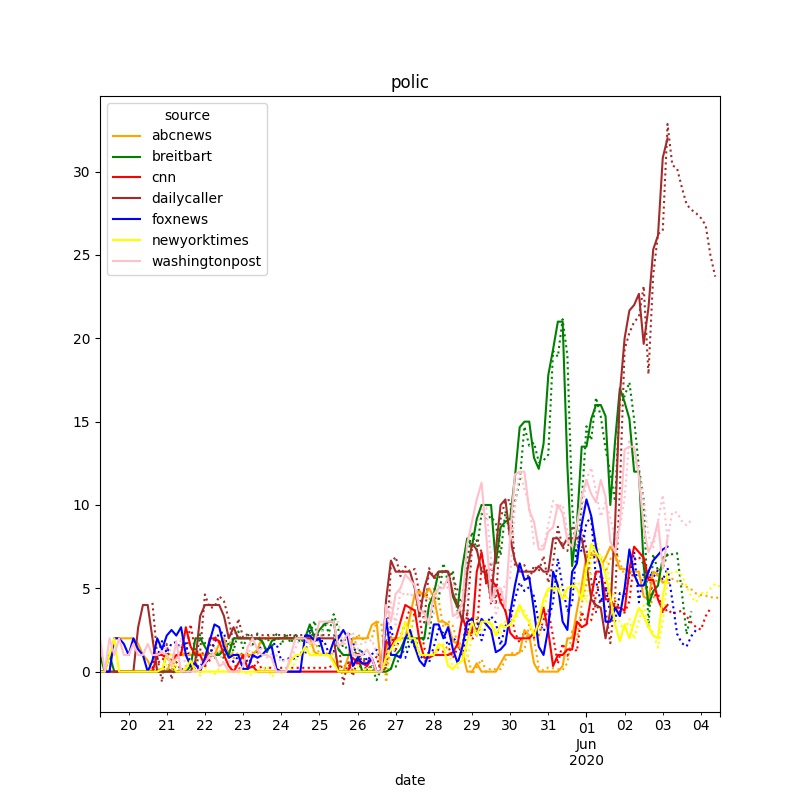 polic
source
abcnews
breitbart
cnn
dailycaller
foxnews
newyorktimes
washingtonpost
30
25
20
15
10
5
0
20 21 22 23 24 25 26 27 28 29 30 31 01 02 03 04
Jun
2020
date